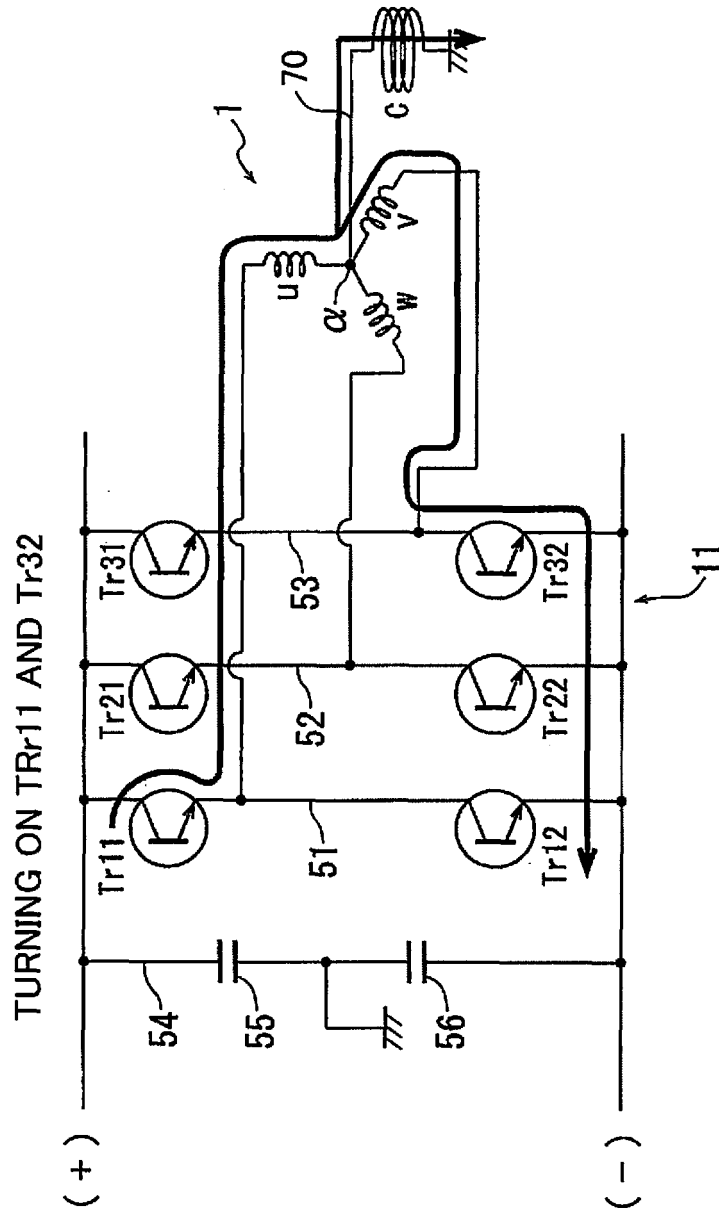 TURNING ON TRr11 AND Tr32
(+)
54
55
56
Tr11
Tr21
Tr31
51
52
53
Tr12
Tr22
Tr32
(-)
11
1
70
u
α
w
v
c